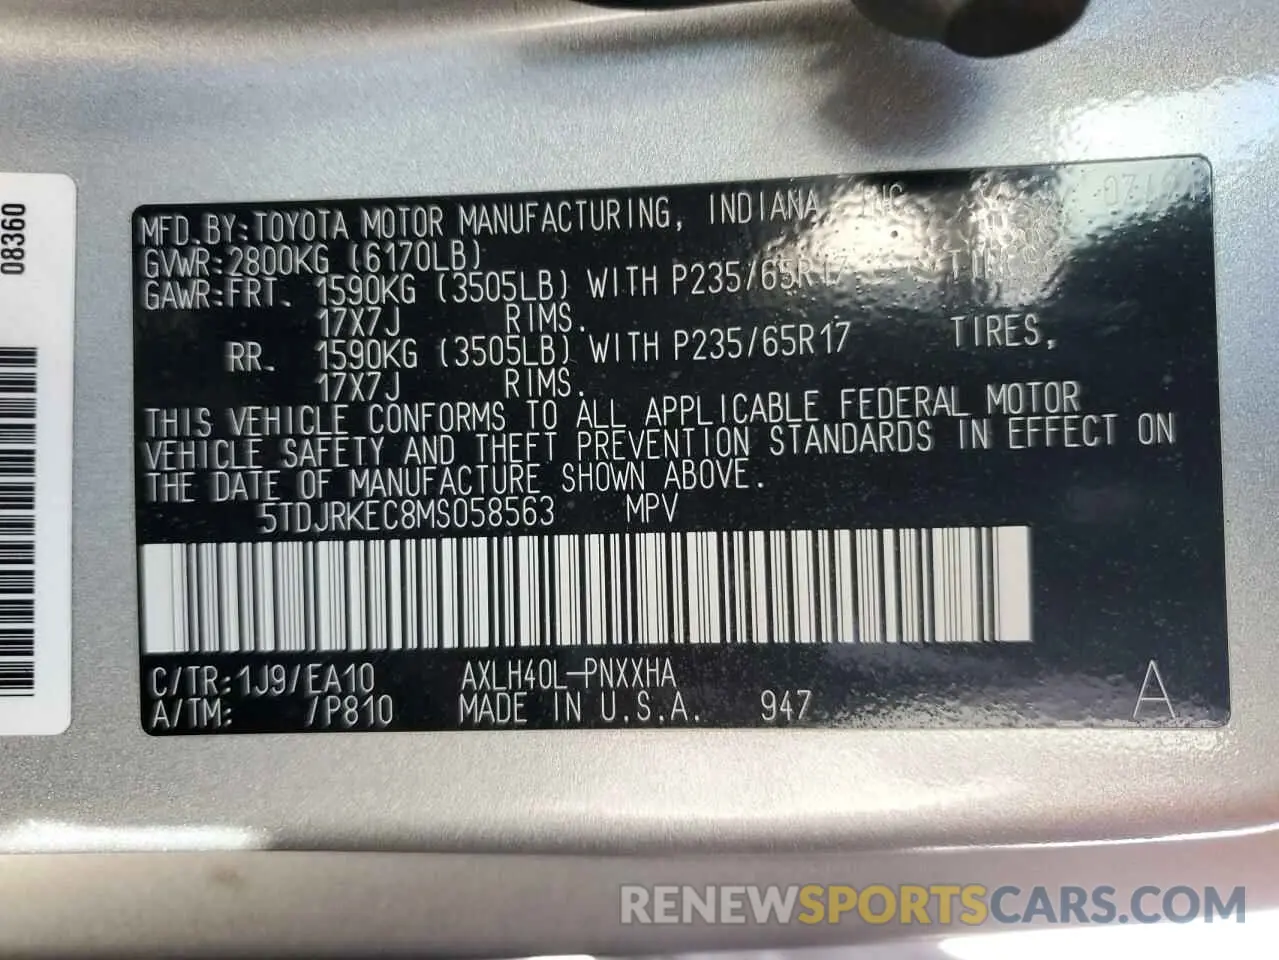 MFD.BY:TOYOTA MOTOR MANUFACTURING, INDIANA, INC.
GVWR:2800KG (6170LB)
GAWR:FRT. 1590KG (3505LB) WITH P235/65R17 TIRES,
17X7J RIMS.
RR. 1590KG (3505LB) WITH P235/65R17 TIRES,
17X7J RIMS.
THIS VEHICLE CONFORMS TO ALL APPLICABLE FEDERAL MOTOR
VEHICLE SAFETY AND THEFT PREVENTION STANDARDS IN EFFECT ON
THE DATE OF MANUFACTURE SHOWN ABOVE.
5TDJRKEC8MS058563 MPV
C/TR:1J9/EA10 AXLH40L-PNXXHA
A/TM: /P810 MADE IN U.S.A. 947 A
08360
RENEWSPORTSCARS.COM